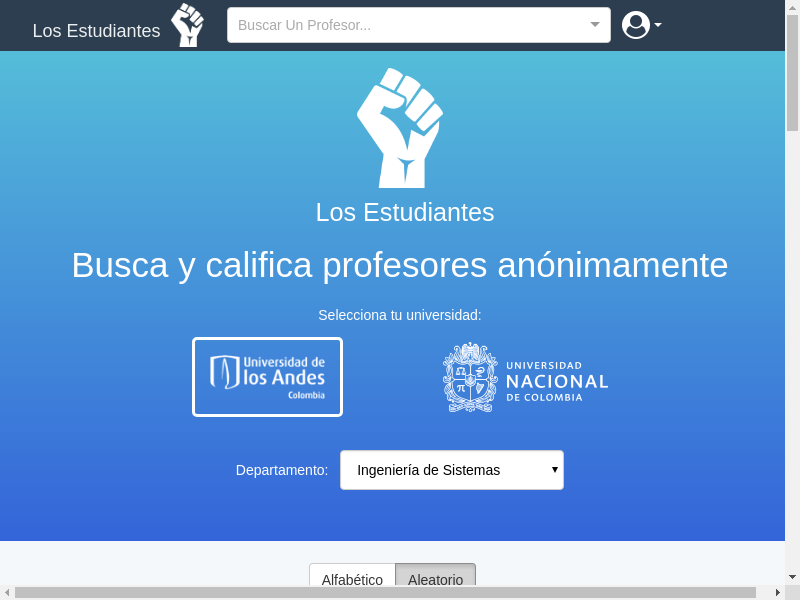 Los Estudiantes
Buscar Un Profesor...
Los Estudiantes
Busca y califica profesores anónimamente
Selecciona tu universidad:
Universidad de
los Andes
Colombia
UNIVERSIDAD
NACIONAL
DE COLOMBIA
Departamento: Ingeniería de Sistemas
Alfabético Aleatorio